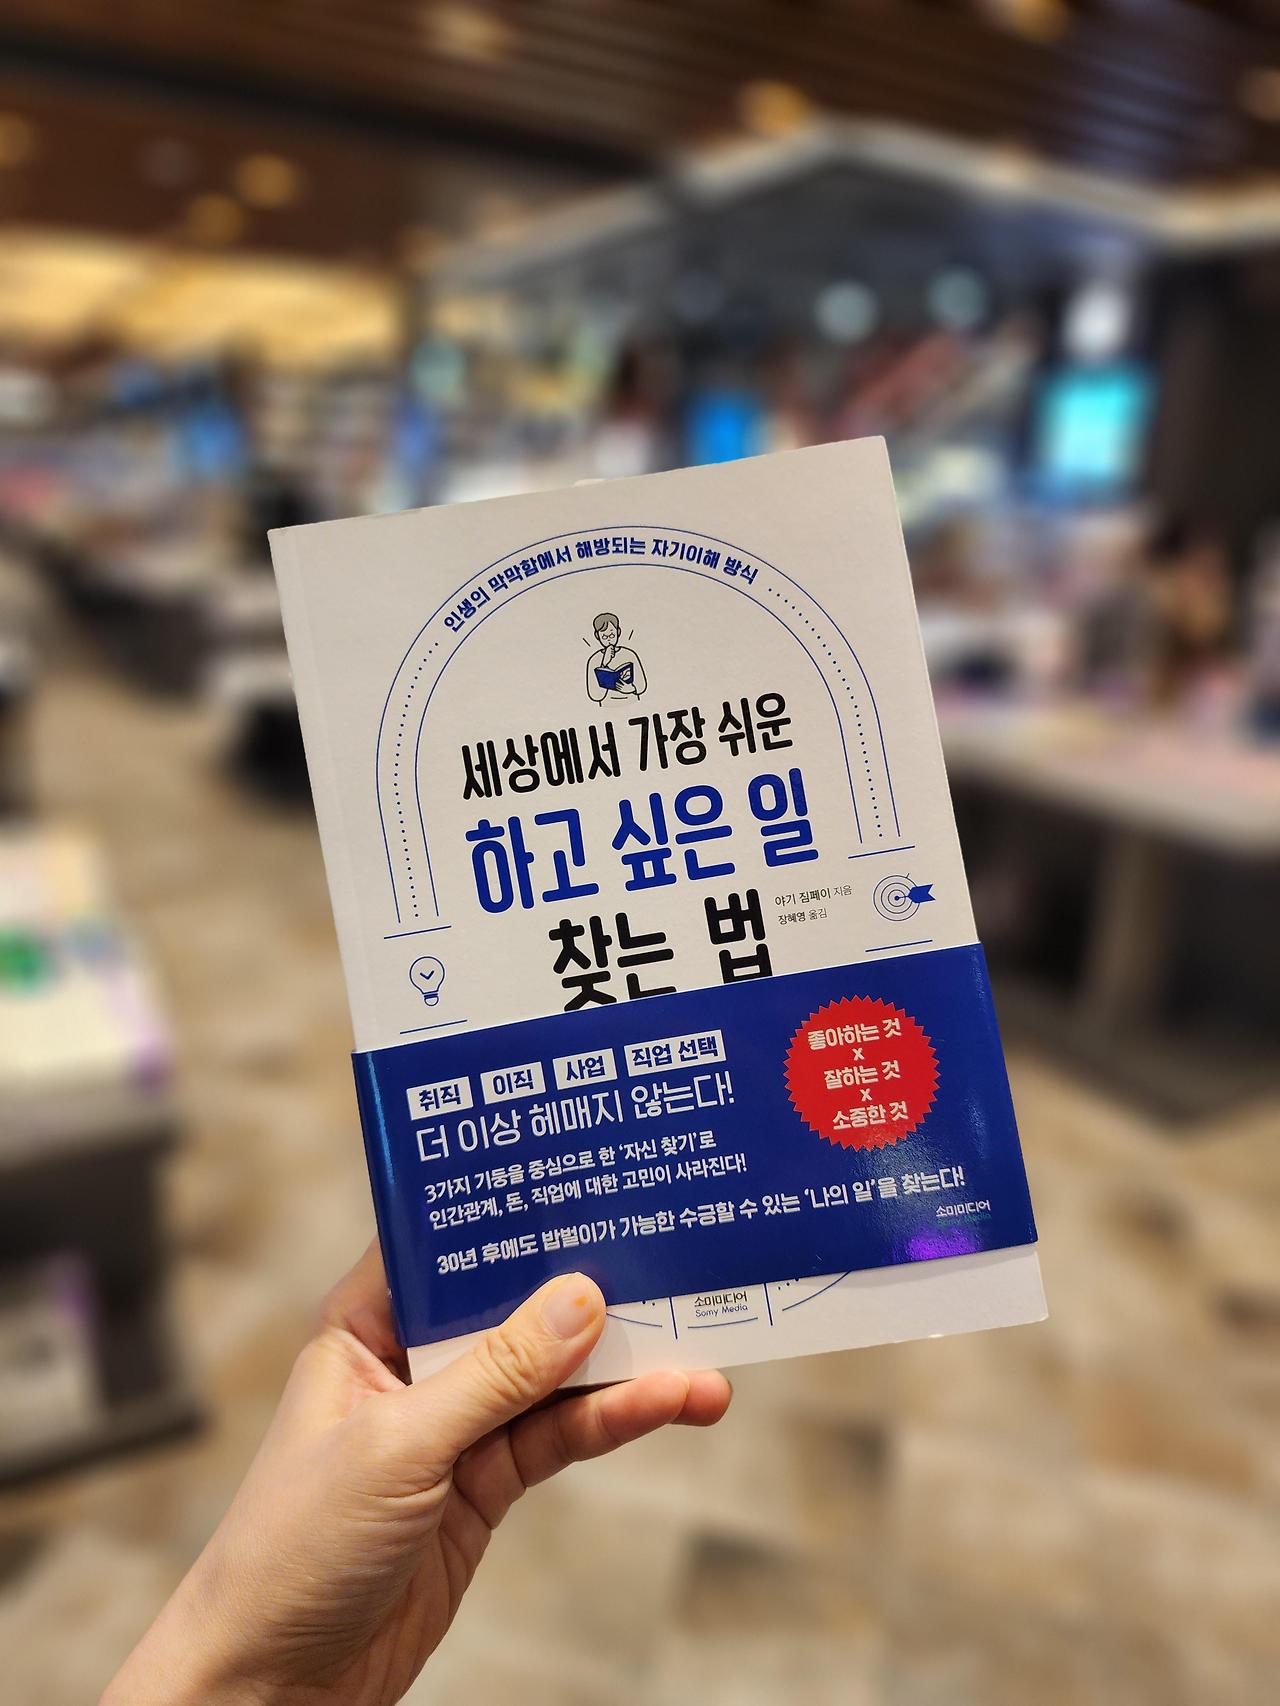 인생의 막막함에서 해방되는 자기이해 방식
세상에서 가장 쉬운
하고 싶은 일
찾는 법
야기 짐페이 지음
장혜영 옮김
취직 이직 사업 직업 선택
더 이상 헤매지 않는다!
3가지 기둥을 중심으로 한 '자신 찾기'로
인간관계, 돈, 직업에 대한 고민이 사라진다!
30년 후에도 밥벌이가 가능한 수긍할 수 있는 '나의 일'을 찾는다!
좋아하는 것
x
잘하는 것
x
소중한 것
소미미디어
Somy Media
소미미디어
Somy Media